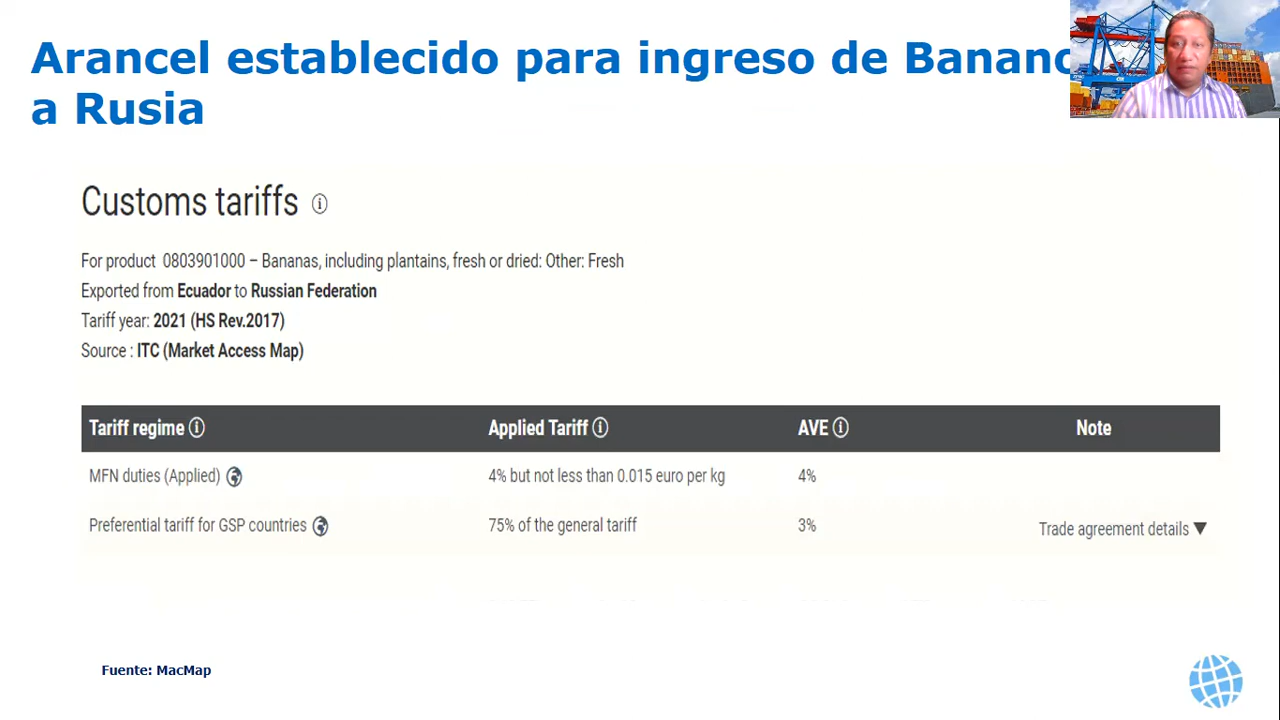 Arancel establecido para ingreso de Banano
a Rusia
Customs tariffs
For product 0803901000 – Bananas, including plantains, fresh or dried: Other: Fresh
Exported from Ecuador to Russian Federation
Tariff year: 2021 (HS Rev.2017)
Source : ITC (Market Access Map)
Tariff regime Applied Tariff AVE Note
MFN duties (Applied) 4% but not less than 0.015 euro per kg 4%
Preferential tariff for GSP countries 75% of the general tariff 3% Trade agreement details ▼
Fuente: MacMap